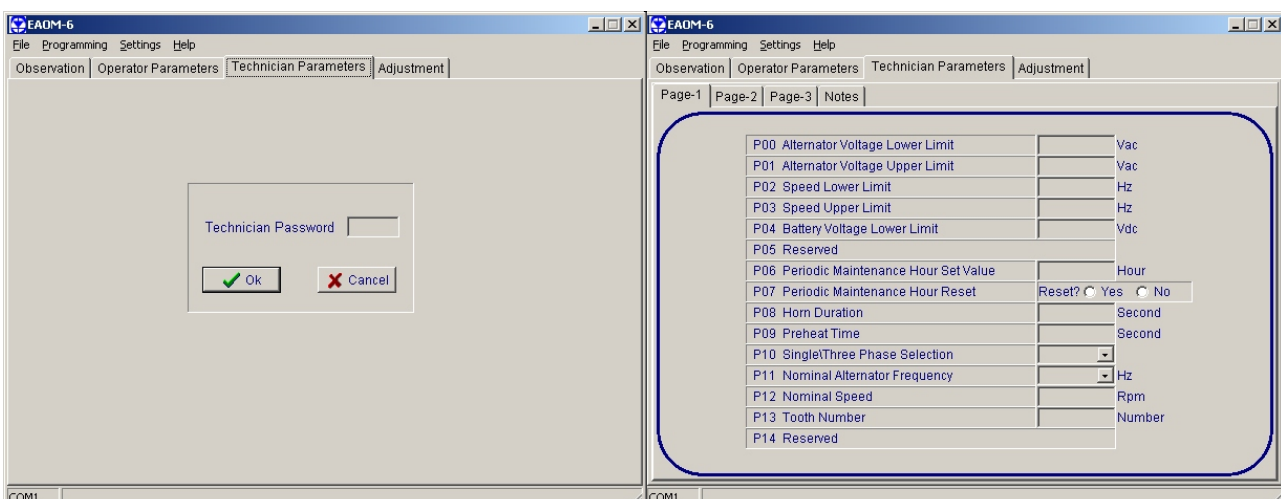 EAOM-6
File Programming Settings Help
Observation Operator Parameters Technician Parameters Adjustment
Technician Password
Ok Cancel
COM1
EAOM-6
File Programming Settings Help
Observation Operator Parameters Technician Parameters Adjustment
Page-1 Page-2 Page-3 Notes
P00 Alternator Voltage Lower Limit Vac
P01 Alternator Voltage Upper Limit Vac
P02 Speed Lower Limit Hz
P03 Speed Upper Limit Hz
P04 Battery Voltage Lower Limit Vdc
P05 Reserved
P06 Periodic Maintenance Hour Set Value Hour
P07 Periodic Maintenance Hour Reset Reset? Yes No
P08 Horn Duration Second
P09 Preheat Time Second
P10 Single\Three Phase Selection
P11 Nominal Alternator Frequency Hz
P12 Nominal Speed Rpm
P13 Tooth Number Number
P14 Reserved
COM1